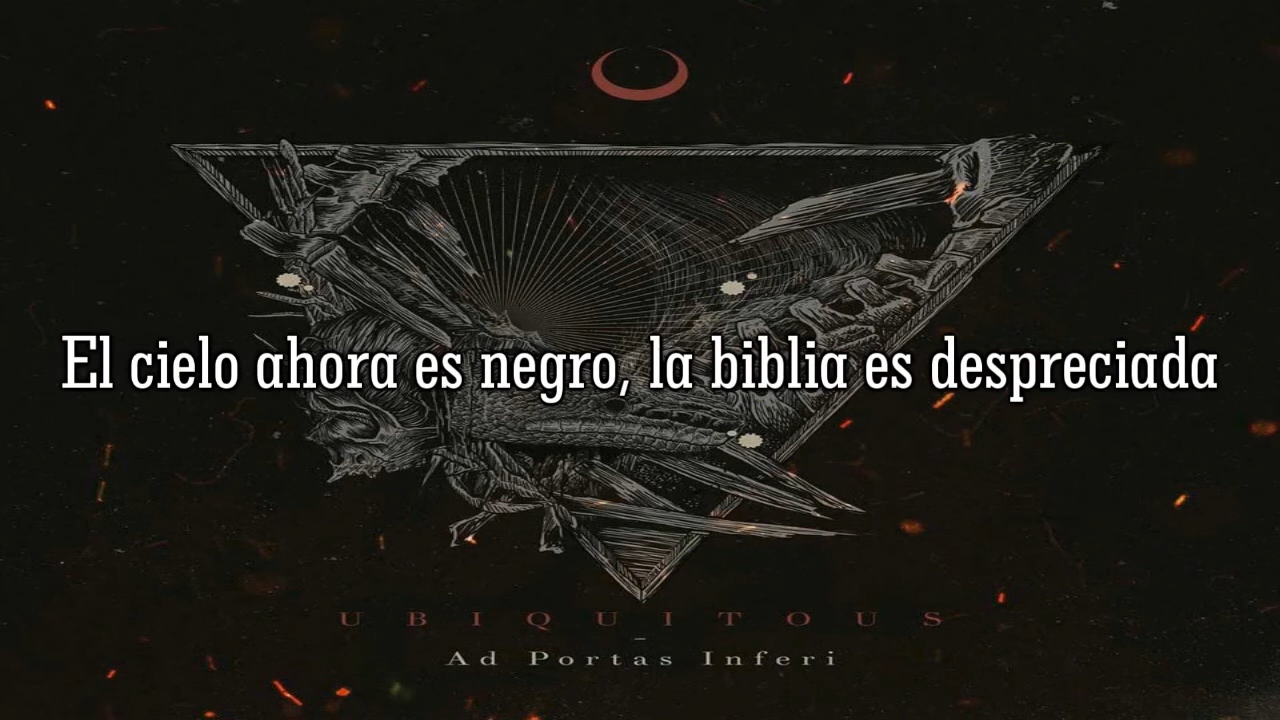 El cielo ahora es negro, la biblia es despreciada
UBIQUITOUS
Ad Portas Inferi